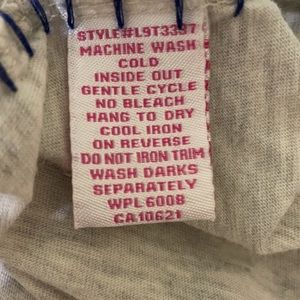 STYLE#L9T3397
MACHINE WASH
COLD
INSIDE OUT
GENTLE CYCLE
NO BLEACH
HANG TO DRY
COOL IRON
ON REVERSE
DO NOT IRON TRIM
WASH DARKS
SEPARATELY
WPL 6008
CA 10621